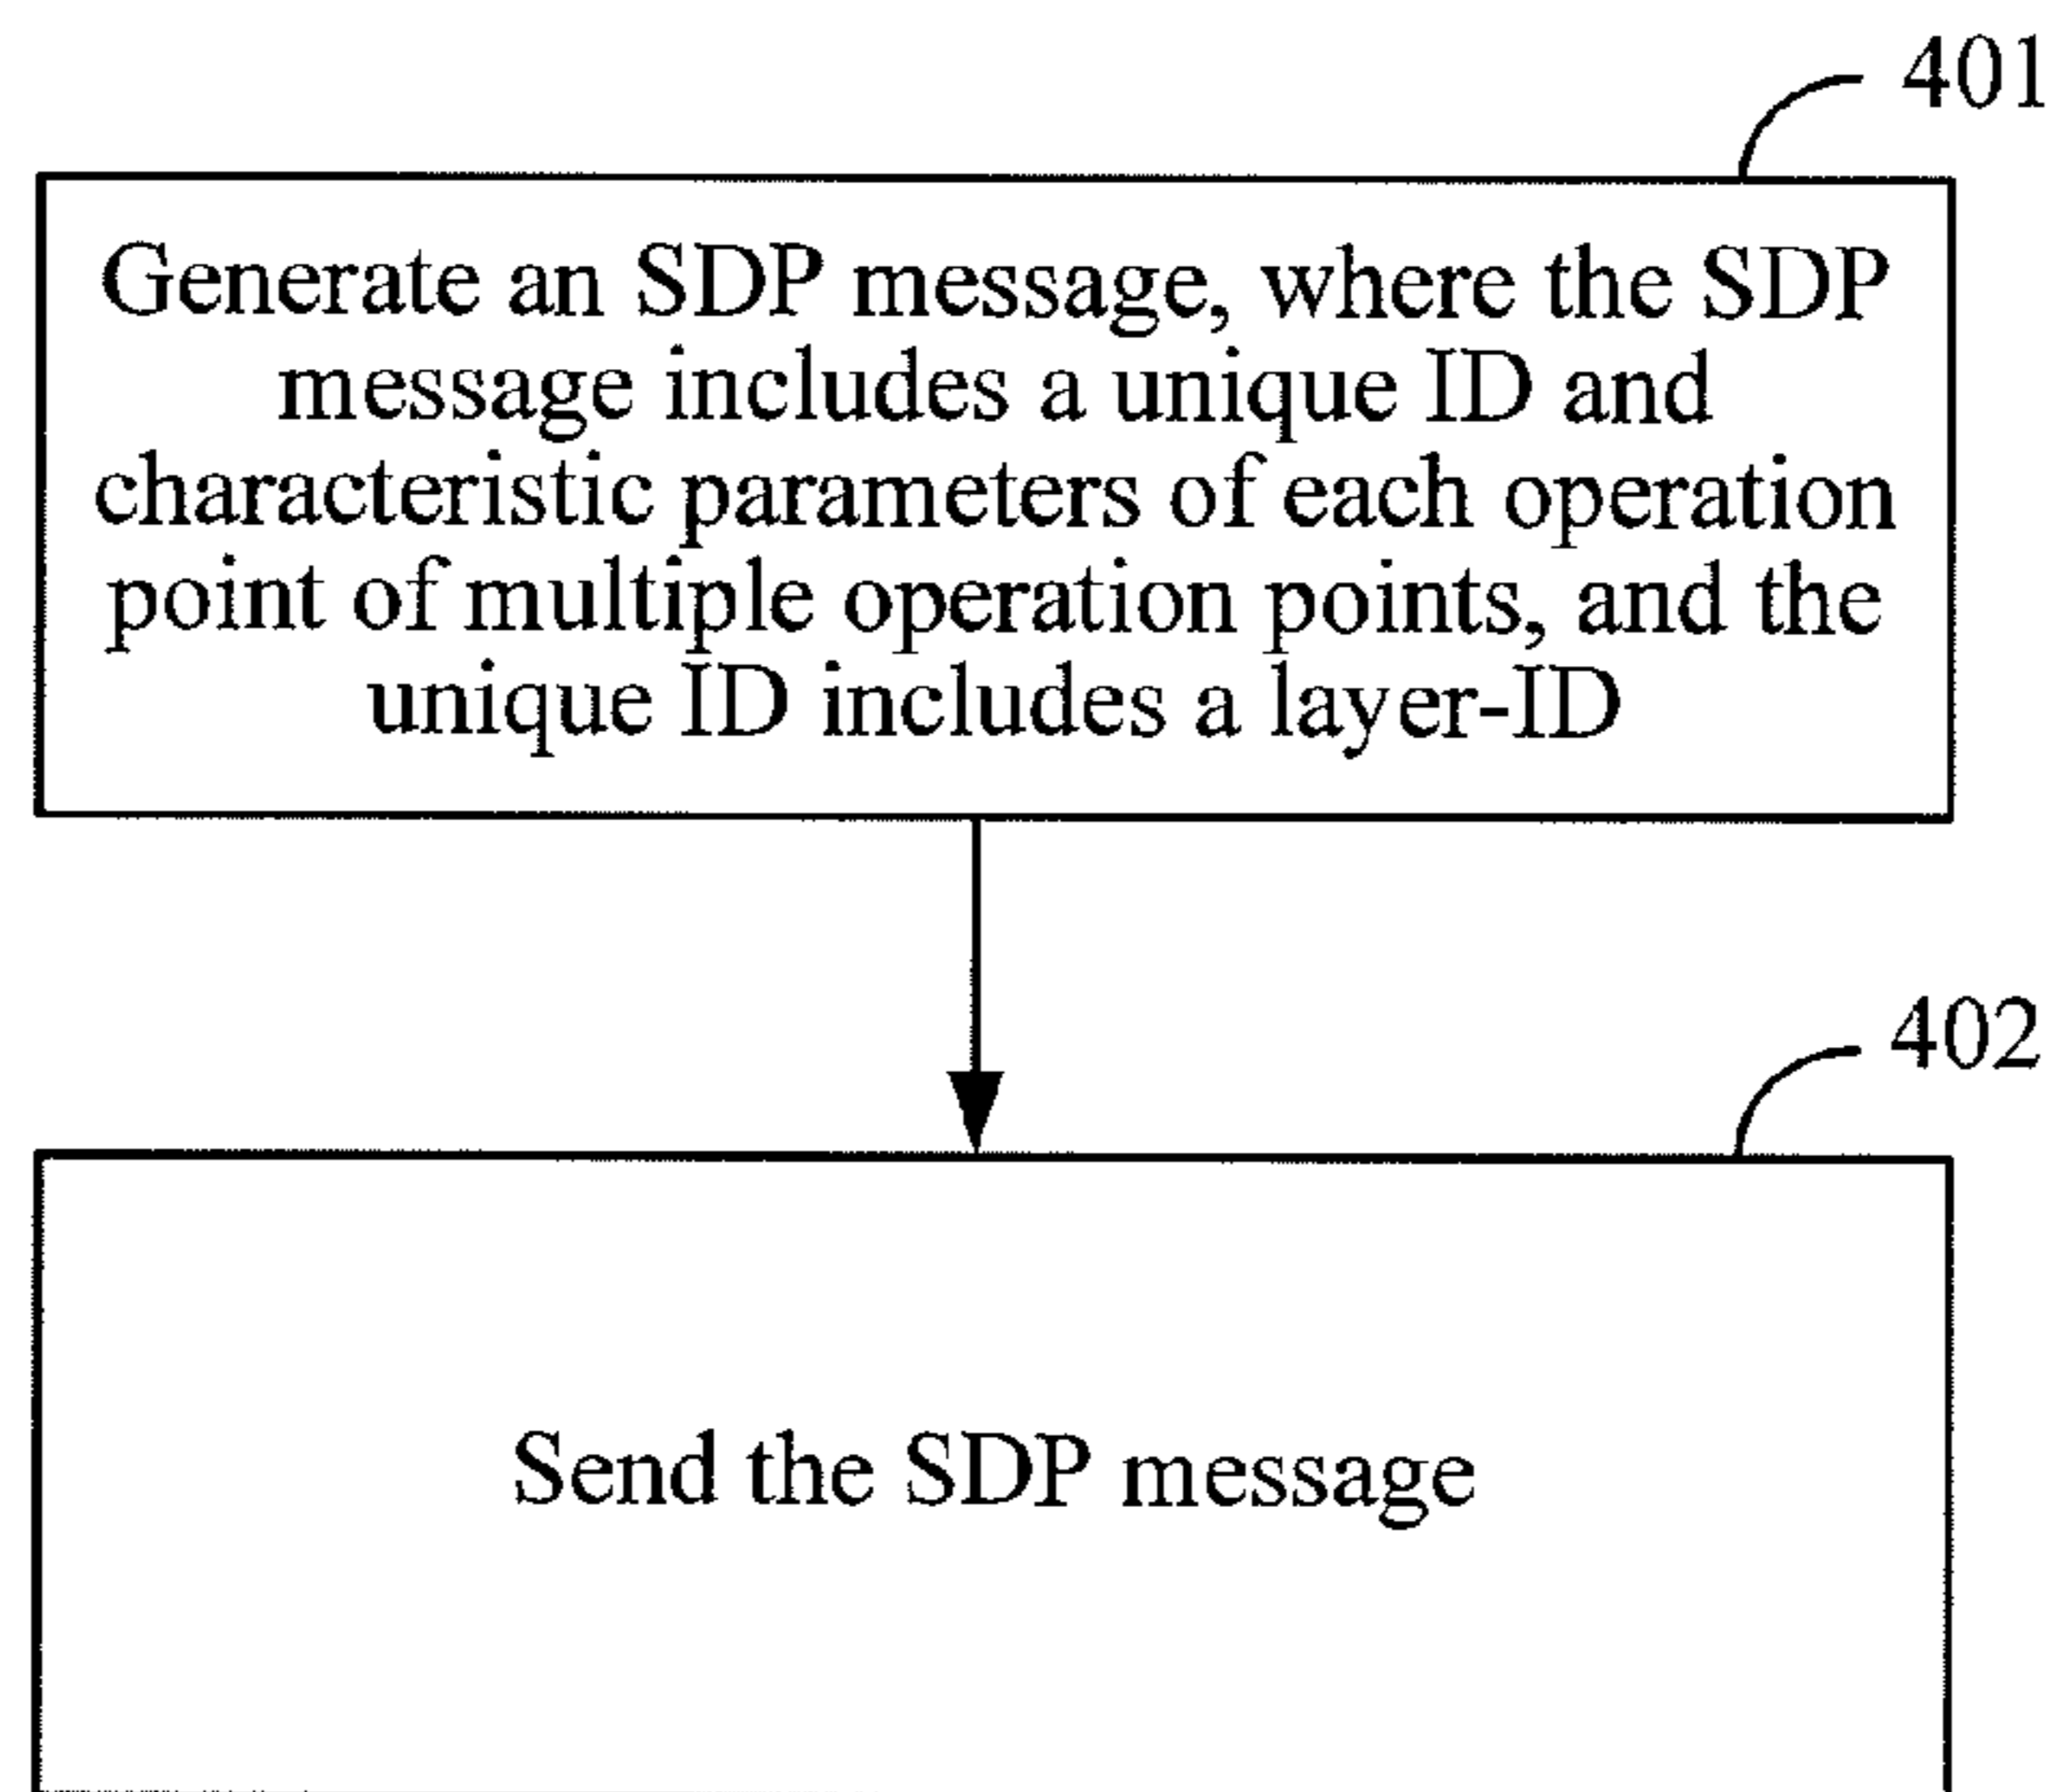 401
Generate an SDP message, where the SDP
message includes a unique ID and
characteristic parameters of each operation
point of multiple operation points, and the
unique ID includes a layer-ID
402
Send the SDP message